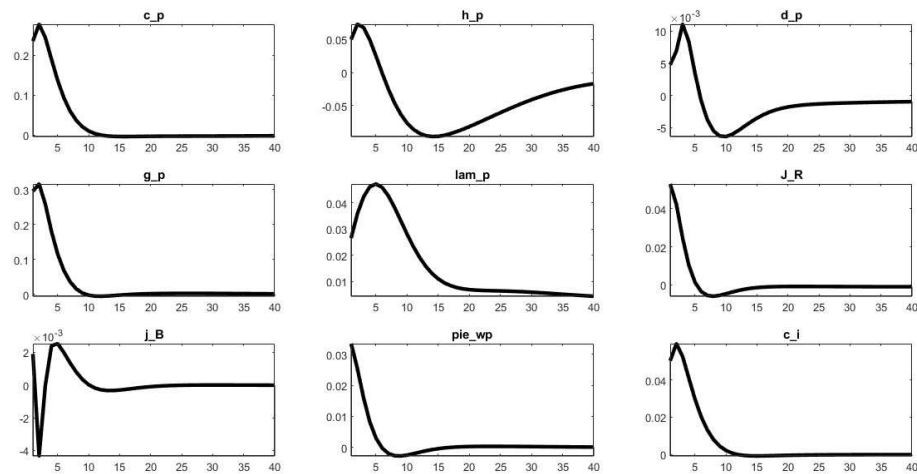 c_p h_p d_p
×10⁻³
0.2 0.1 0
0.05 0 -0.05
10 5 0 -5
5 10 15 20 25 30 35 40 5 10 15 20 25 30 35 40 5 10 15 20 25 30 35 40
g_p lam_p J_R
0.3 0.2 0.1 0
0.04 0.03 0.02 0.01
0.04 0.02 0
5 10 15 20 25 30 35 40 5 10 15 20 25 30 35 40 5 10 15 20 25 30 35 40
×10⁻³
j_B pie_wp c_i
2 0 -2 -4
0.03 0.02 0.01 0
0.04 0.02 0
5 10 15 20 25 30 35 40 5 10 15 20 25 30 35 40 5 10 15 20 25 30 35 40